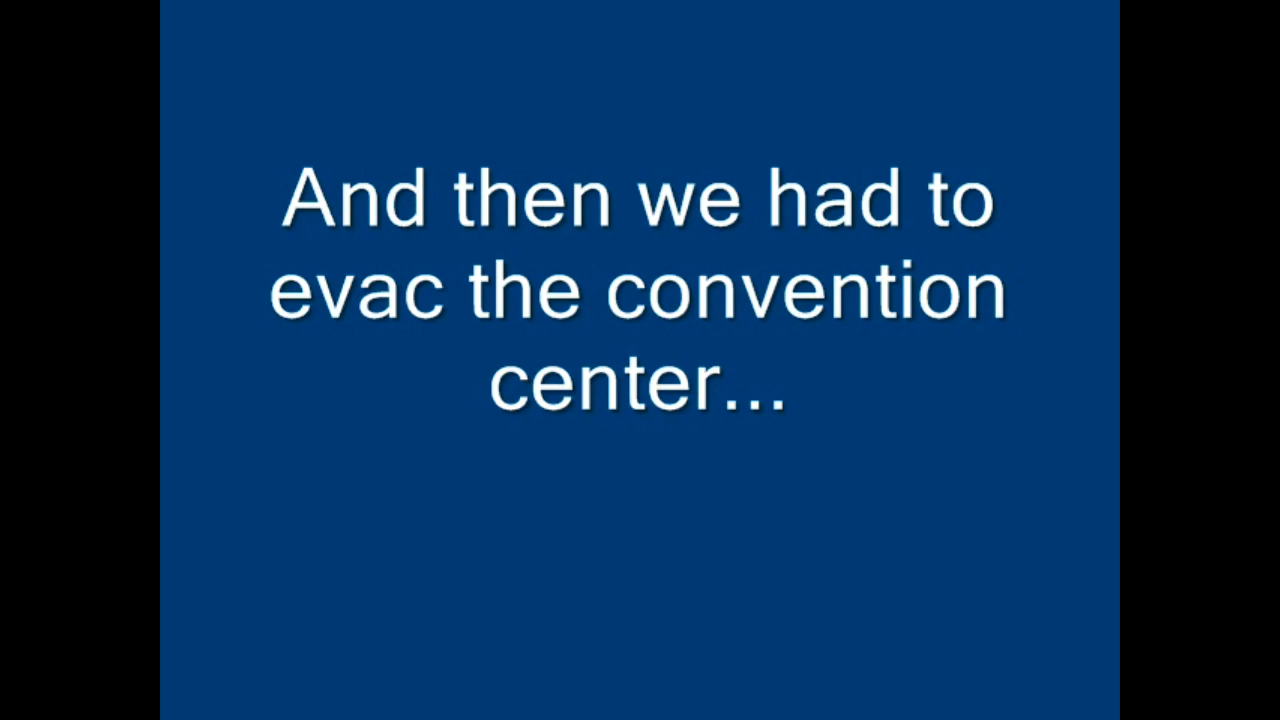 And then we had to
evac the convention
center...